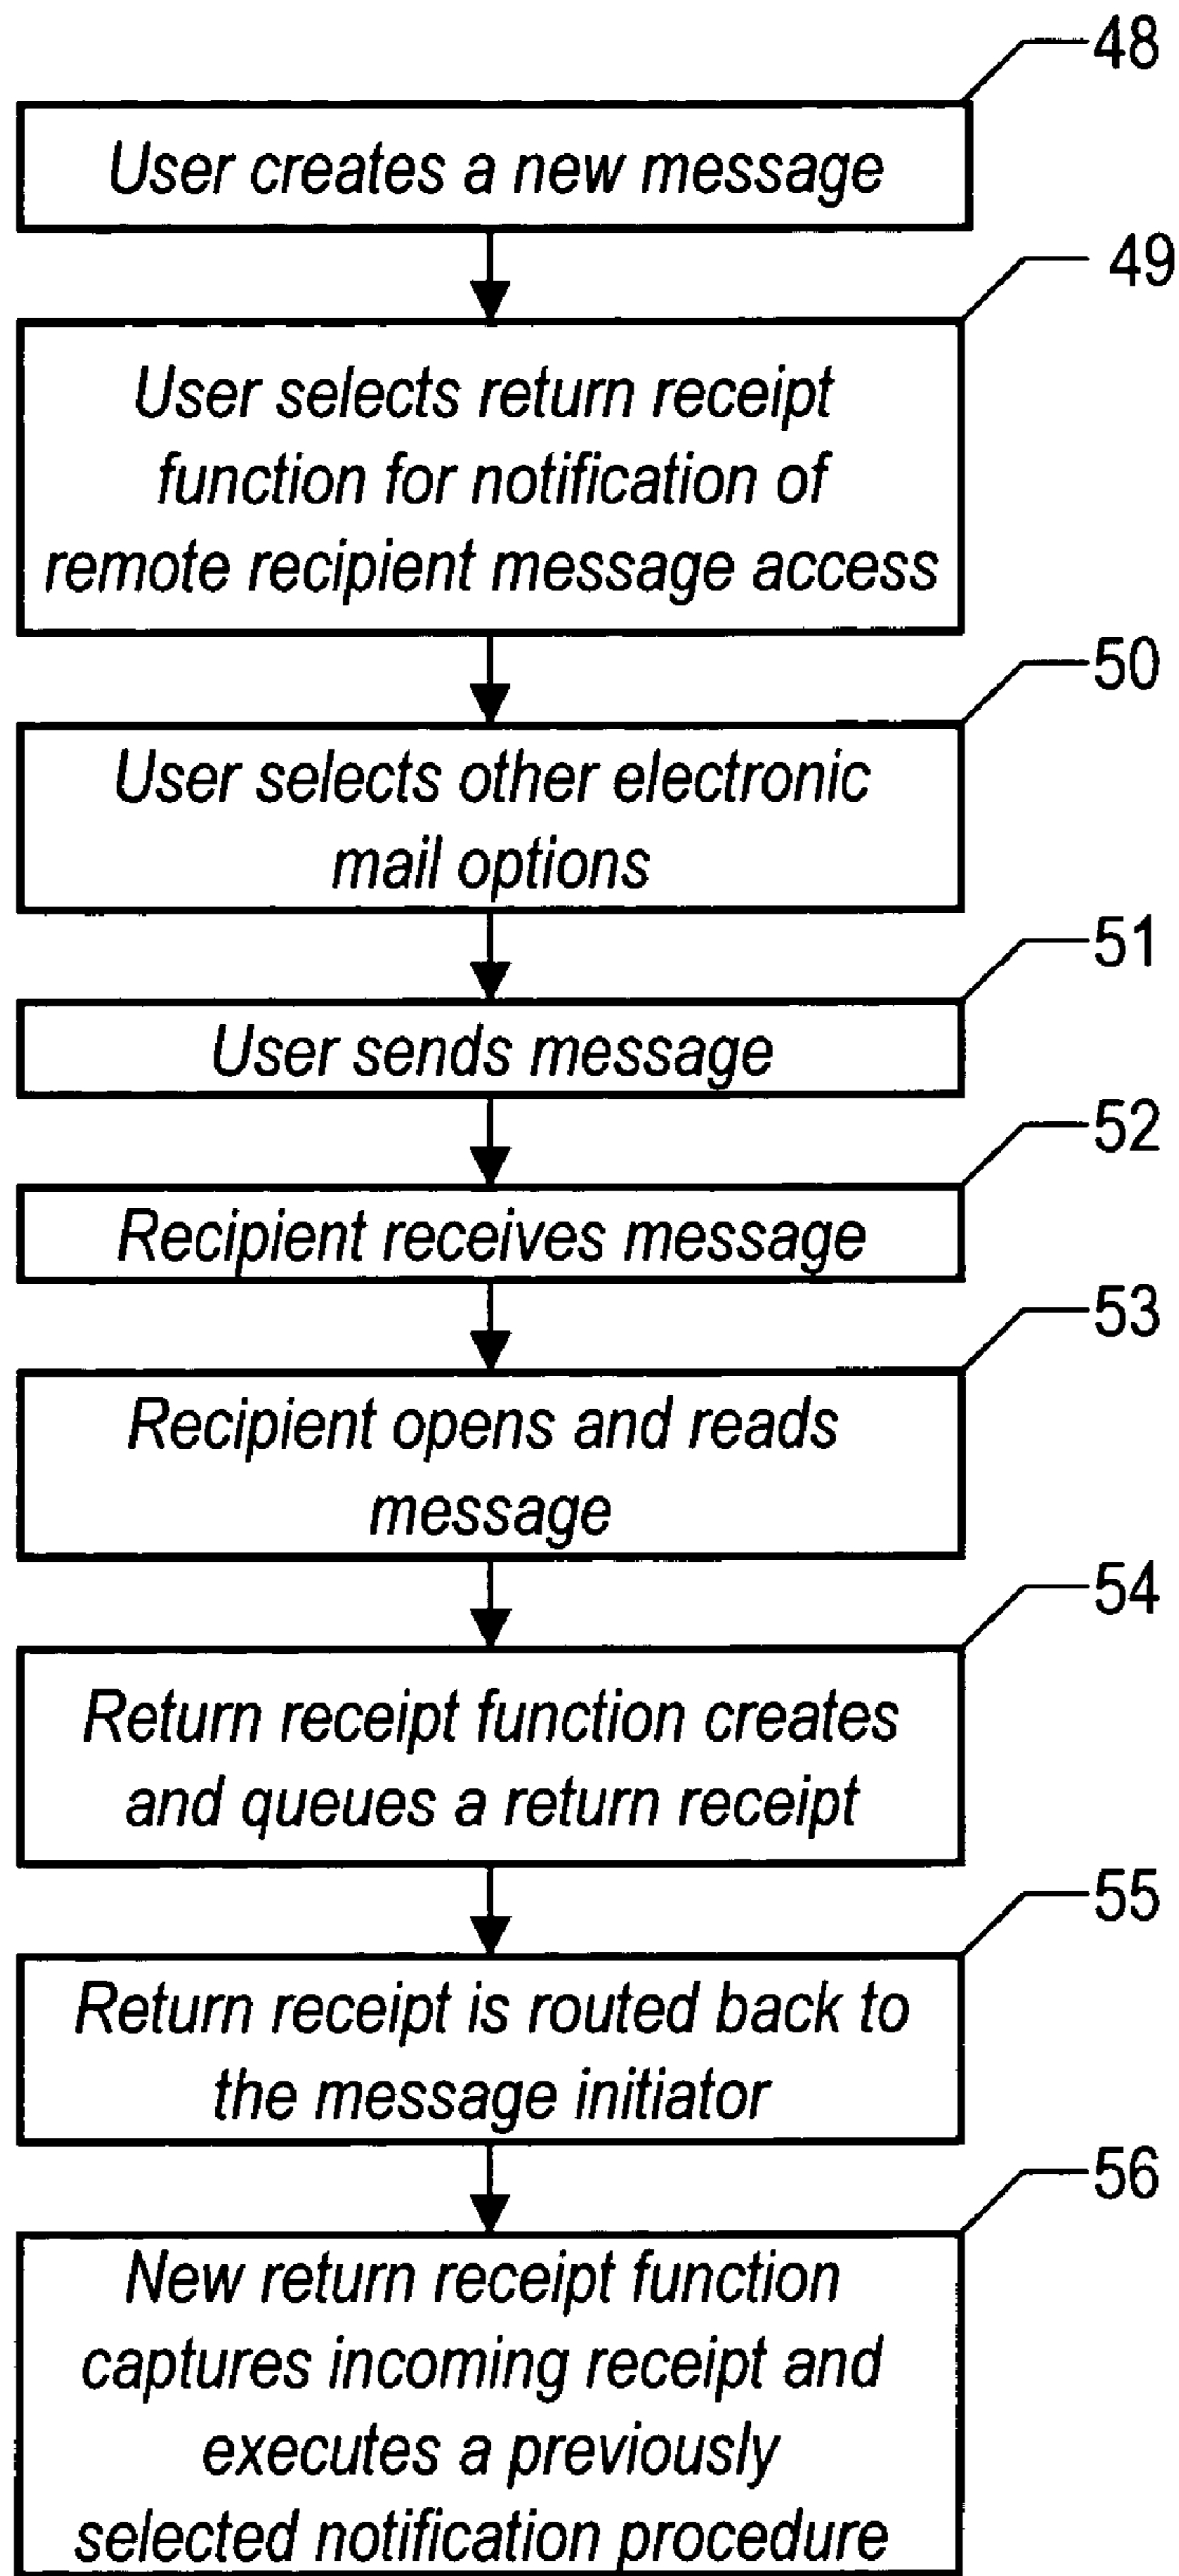 48
User creates a new message
49
User selects return receipt
function for notification of
remote recipient message access
50
User selects other electronic
mail options
51
User sends message
52
Recipient receives message
53
Recipient opens and reads
message
54
Return receipt function creates
and queues a return receipt
55
Return receipt is routed back to
the message initiator
56
New return receipt function
captures incoming receipt and
executes a previously
selected notification procedure